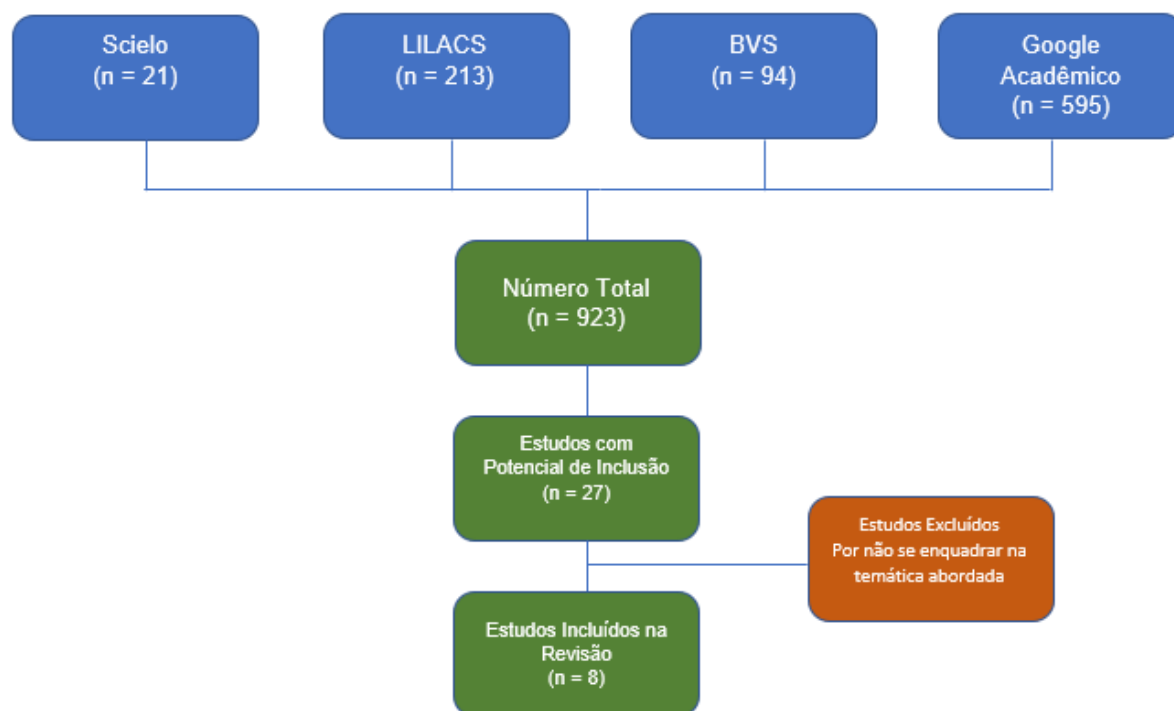 Scielo
(n = 21)
LILACS
(n = 213)
BVS
(n = 94)
Google
Acadêmico
(n = 595)
Número Total
(n = 923)
Estudos com
Potencial de Inclusão
(n = 27)
Estudos Excluídos
Por não se enquadrar na
temática abordada
Estudos Incluídos na
Revisão
(n = 8)